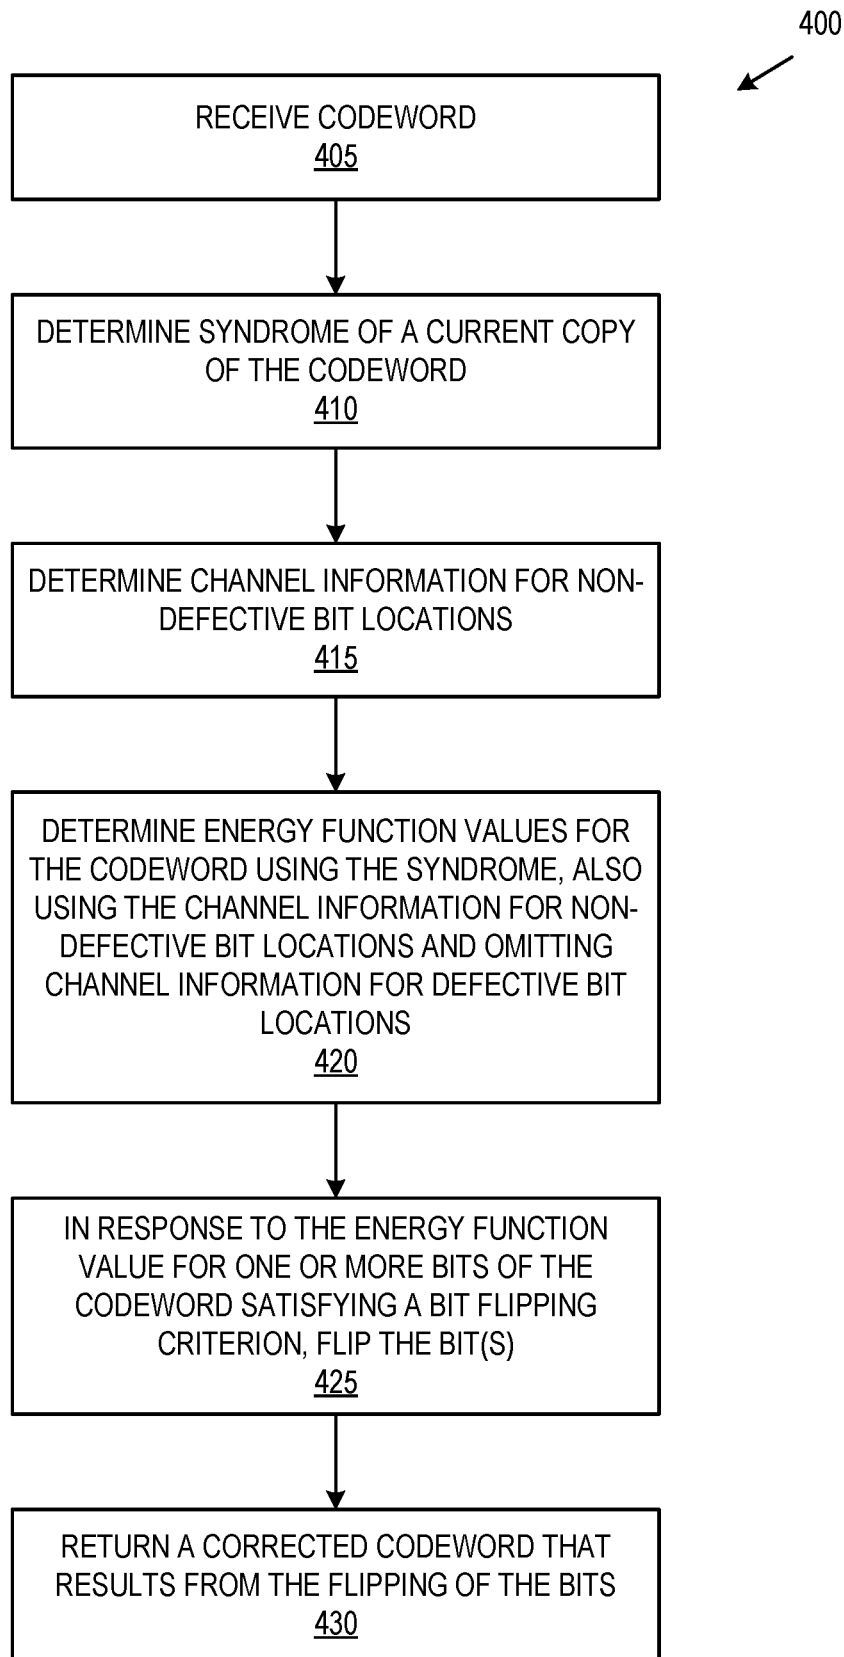 400
RECEIVE CODEWORD
405
DETERMINE SYNDROME OF A CURRENT COPY
OF THE CODEWORD
410
DETERMINE CHANNEL INFORMATION FOR NON-
DEFECTIVE BIT LOCATIONS
415
DETERMINE ENERGY FUNCTION VALUES FOR
THE CODEWORD USING THE SYNDROME, ALSO
USING THE CHANNEL INFORMATION FOR NON-
DEFECTIVE BIT LOCATIONS AND OMITTING
CHANNEL INFORMATION FOR DEFECTIVE BIT
LOCATIONS
420
IN RESPONSE TO THE ENERGY FUNCTION
VALUE FOR ONE OR MORE BITS OF THE
CODEWORD SATISFYING A BIT FLIPPING
CRITERION, FLIP THE BIT(S)
425
RETURN A CORRECTED CODEWORD THAT
RESULTS FROM THE FLIPPING OF THE BITS
430